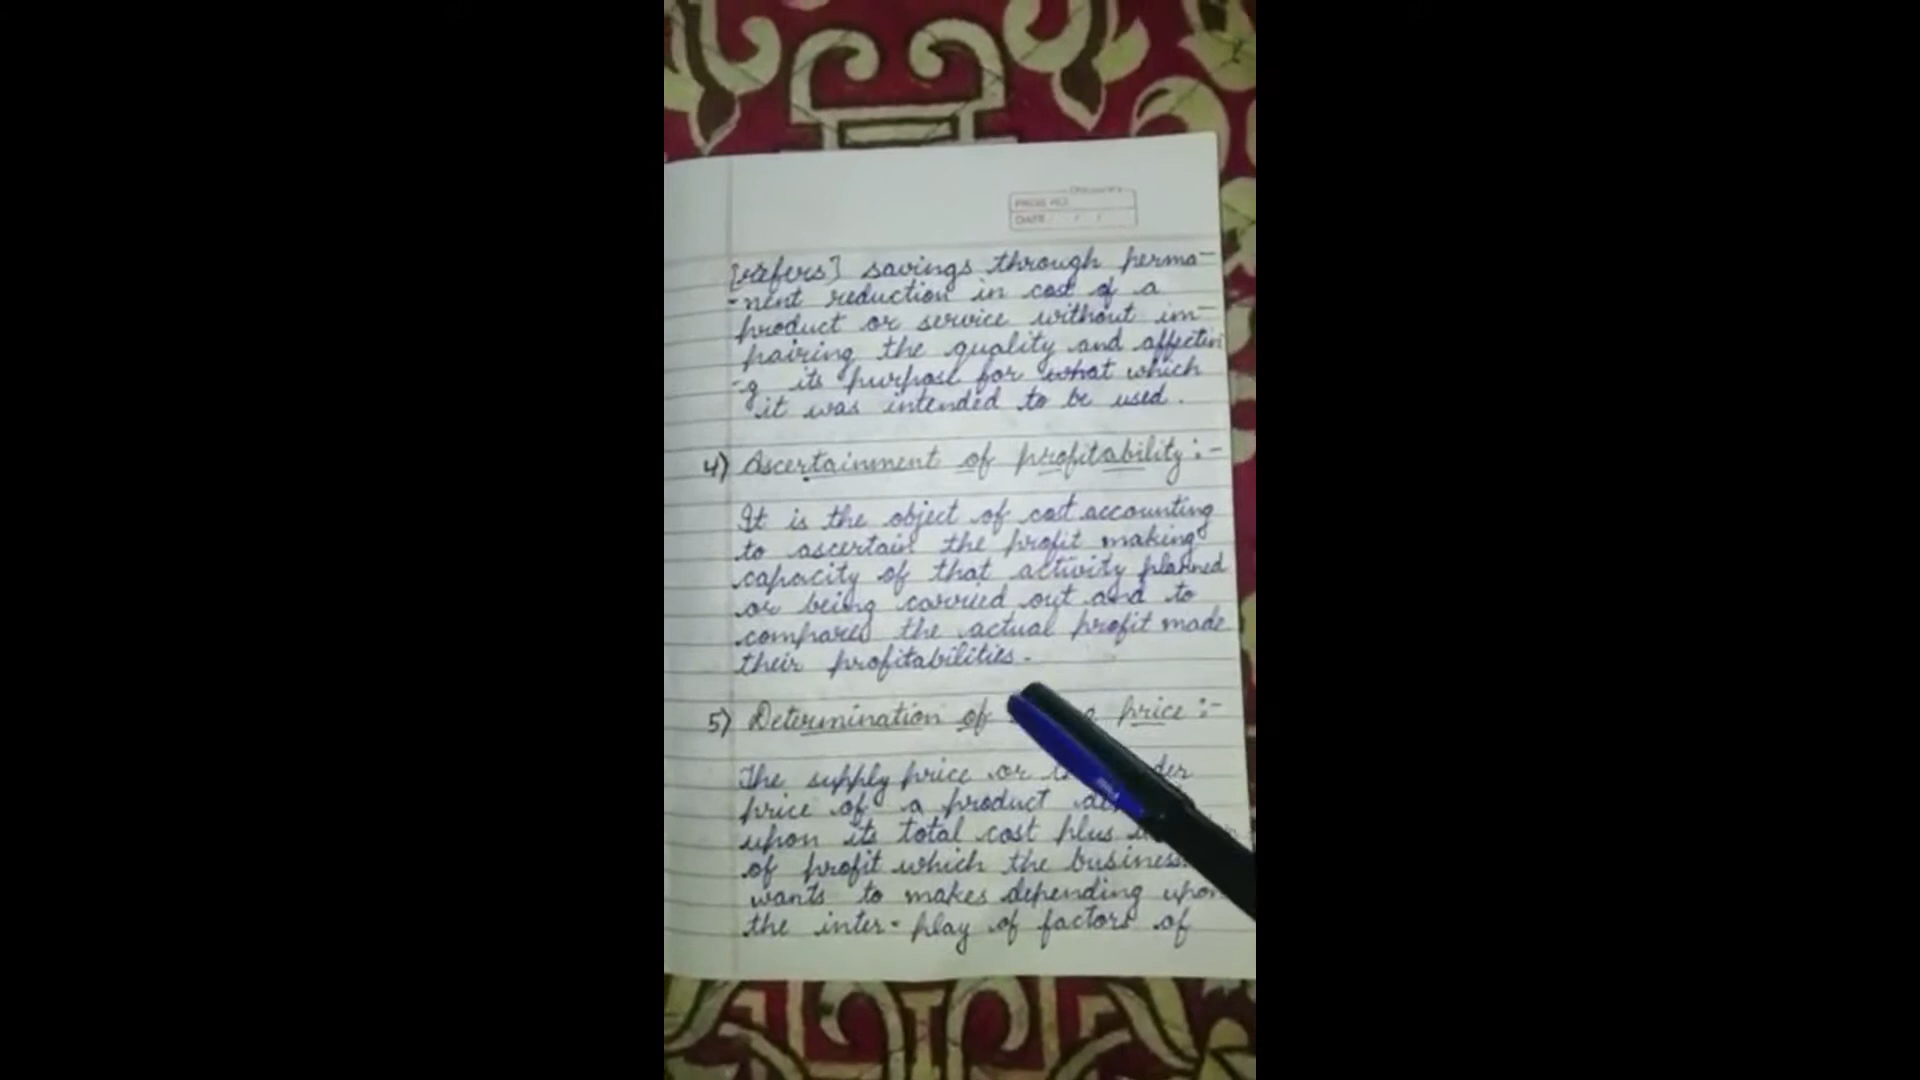 PAGE NO.
DATE / /
[refers] savings through perma-
-nent reduction in cost of a
product or service without im-
pairing the quality and affectin
-g its purpose for what which
it was intended to be used.
4) Ascertainment of profitability :-
It is the object of cost accounting
to ascertain the profit making
capacity of that activity planned
or being carried out and to
compared the actual profit made
their profitabilities.
5) Determination of price :-
The supply price or
price of a product
upon its total cost plus
of profit which the business
wants to makes depending upon
the inter-play of factors of